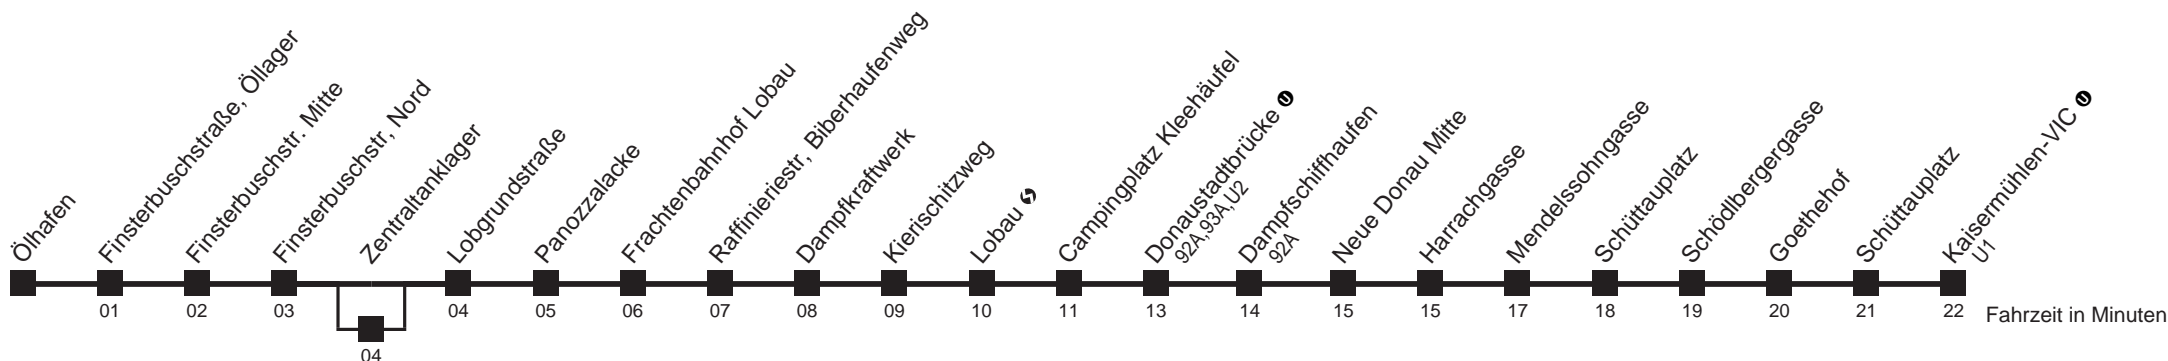 Ölhafen
Finsterbuschstraße, Öllager
01
Finsterbuschstr. Mitte
02
Finsterbuschstr, Nord
03
Zentraltanklager
04
Lobgrundstraße
04
Panozzalacke
05
Frachtenbahnhof Lobau
06
Raffinieriestr, Biberhaufenweg
07
Dampfkraftwerk
08
Kierischitzweg
09
Lobau
10
Campingplatz Kleehäufel
11
Donaustadtbrücke U
92A,93A,U2
13
Dampfschiffhaufen
92A
14
Neue Donau Mitte
15
Harrachgasse
15
Mendelssohngasse
17
Schüttauplatz
18
Schödlbergergasse
19
Goethehof
20
Schüttauplatz
21
Kaisermühlen-VIC U
U1
22
Fahrzeit in Minuten